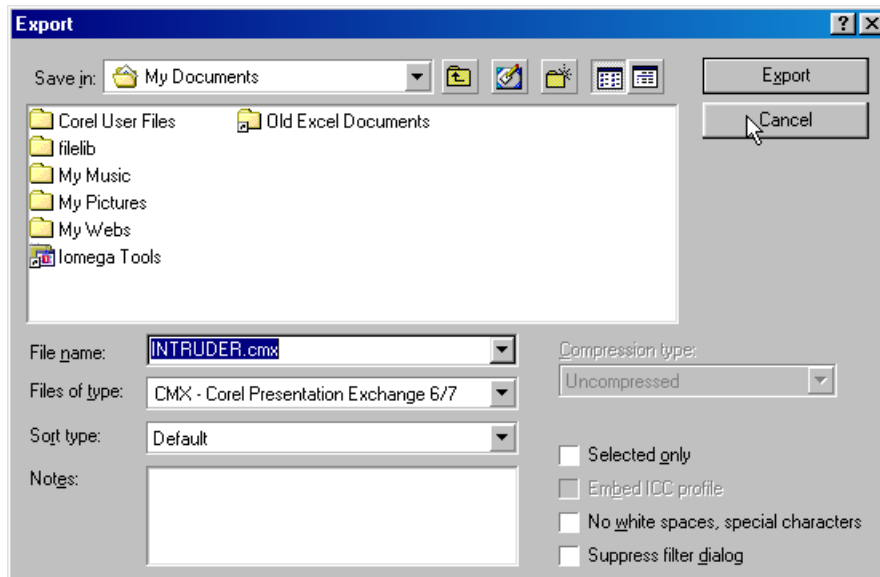 Export
Save in: My Documents
Export
Cancel
Corel User Files
Old Excel Documents
filelib
My Music
My Pictures
My Webs
Iomega Tools
File name: INTRUDER.cmx
Compression type:
Files of type: CMX - Corel Presentation Exchange 6/7
Uncompressed
Sort type: Default
Selected only
Notes:
Embed ICC profile
No white spaces, special characters
Suppress filter dialog